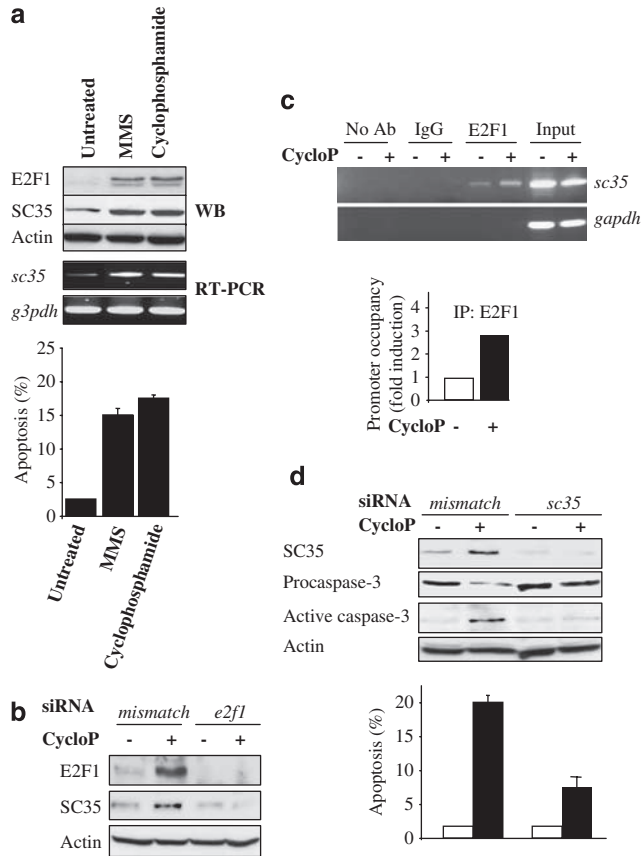 a
Untreated
MMS
Cyclophosphamide
E2F1
SC35
Actin
WB
sc35
g3pdh
RT-PCR
Apoptosis (%)
25
20
15
10
5
0
Untreated
MMS
Cyclophosphamide
b
siRNA mismatch e2f1
CycloP - + - +
E2F1
SC35
Actin
c
No Ab IgG E2F1 Input
CycloP - + - + - + - +
sc35
gapdh
Promoter occupancy
(fold induction)
IP: E2F1
4
3
2
1
0
CycloP - +
d
siRNA mismatch sc35
CycloP - + - +
SC35
Procaspase-3
Active caspase-3
Actin
Apoptosis (%)
20
15
10
5
0